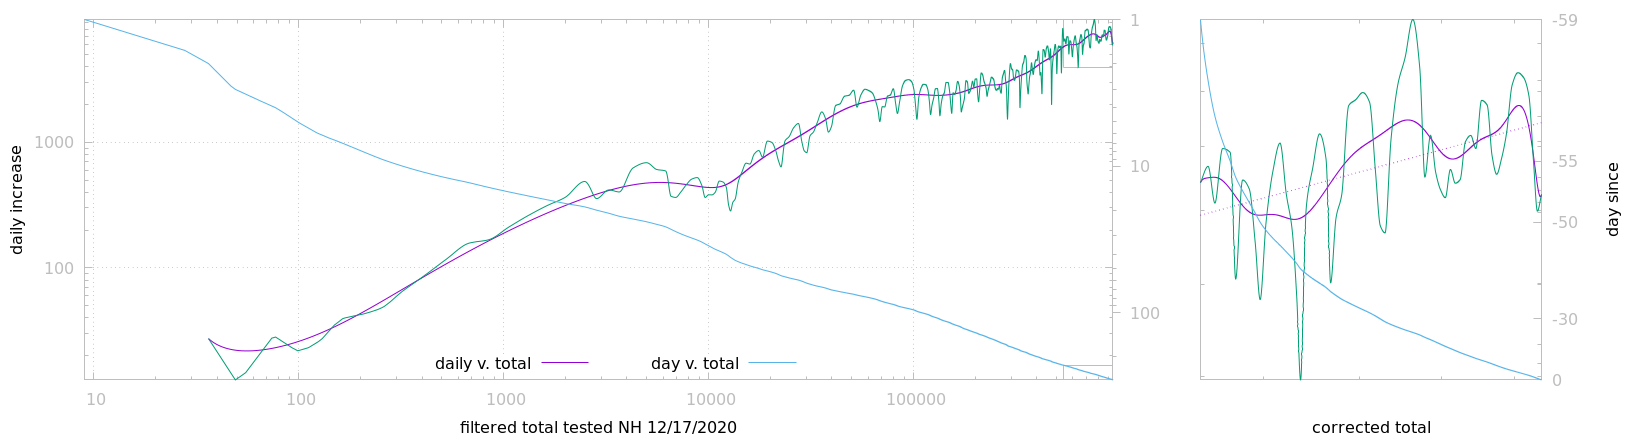 1
-59
1000
daily increase
10
-55
day since
-50
100
100
-30
daily v. total
day v. total
0
10
100
1000
10000
100000
filtered total tested NH 12/17/2020
corrected total